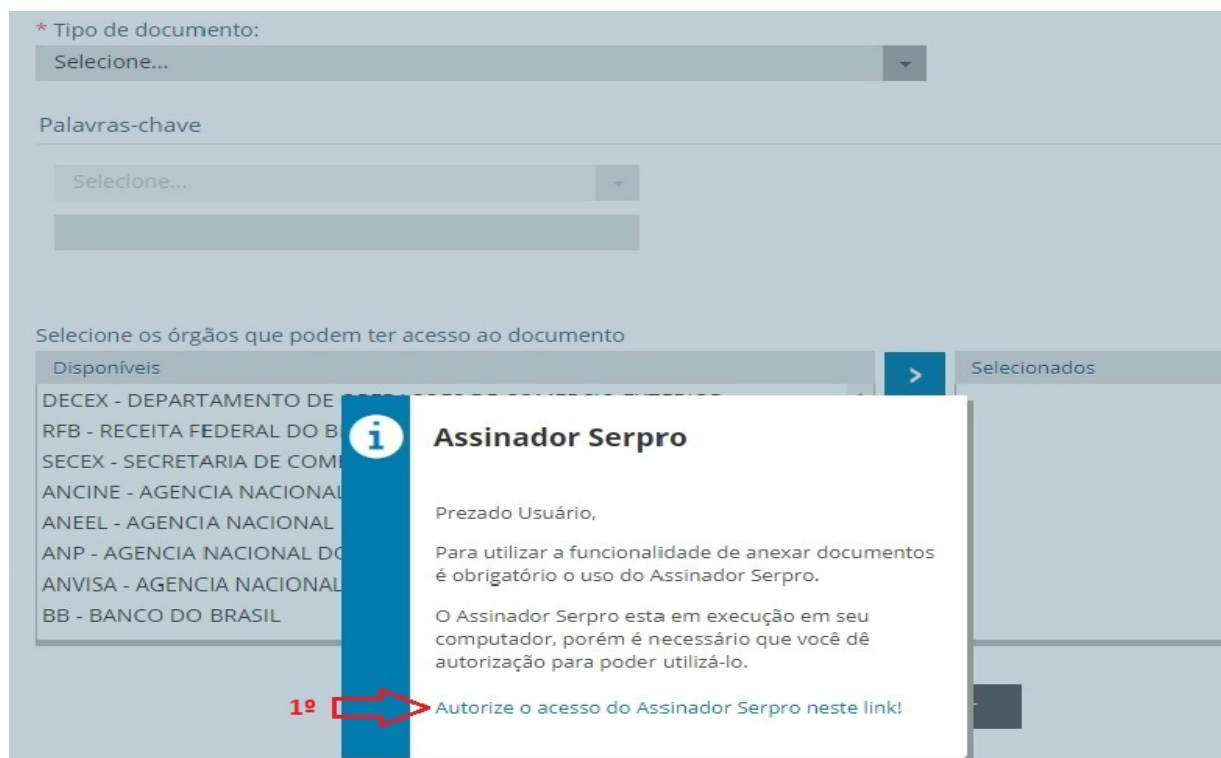 * Tipo de documento:
Selecione...
Palavras-chave
Selecione...
Selecione os órgãos que podem ter acesso ao documento
Disponíveis
>
Selecionados
DECEX - DEPARTAMENTO DE
RFB - RECEITA FEDERAL DO
SECEX - SECRETARIA DE
ANCINE - AGENCIA NACIONAL
ANEEL - AGENCIA NACIONAL
ANP - AGENCIA NACIONAL
ANVISA - AGENCIA NACIONAL
BB - BANCO DO BRASIL
i
Assinador Serpro
Prezado Usuário,
Para utilizar a funcionalidade de anexar documentos
é obrigatório o uso do Assinador Serpro.
O Assinador Serpro esta em execução em seu
computador, porém é necessário que você dê
autorização para poder utilizá-lo.
1º
Autorize o acesso do Assinador Serpro neste link!